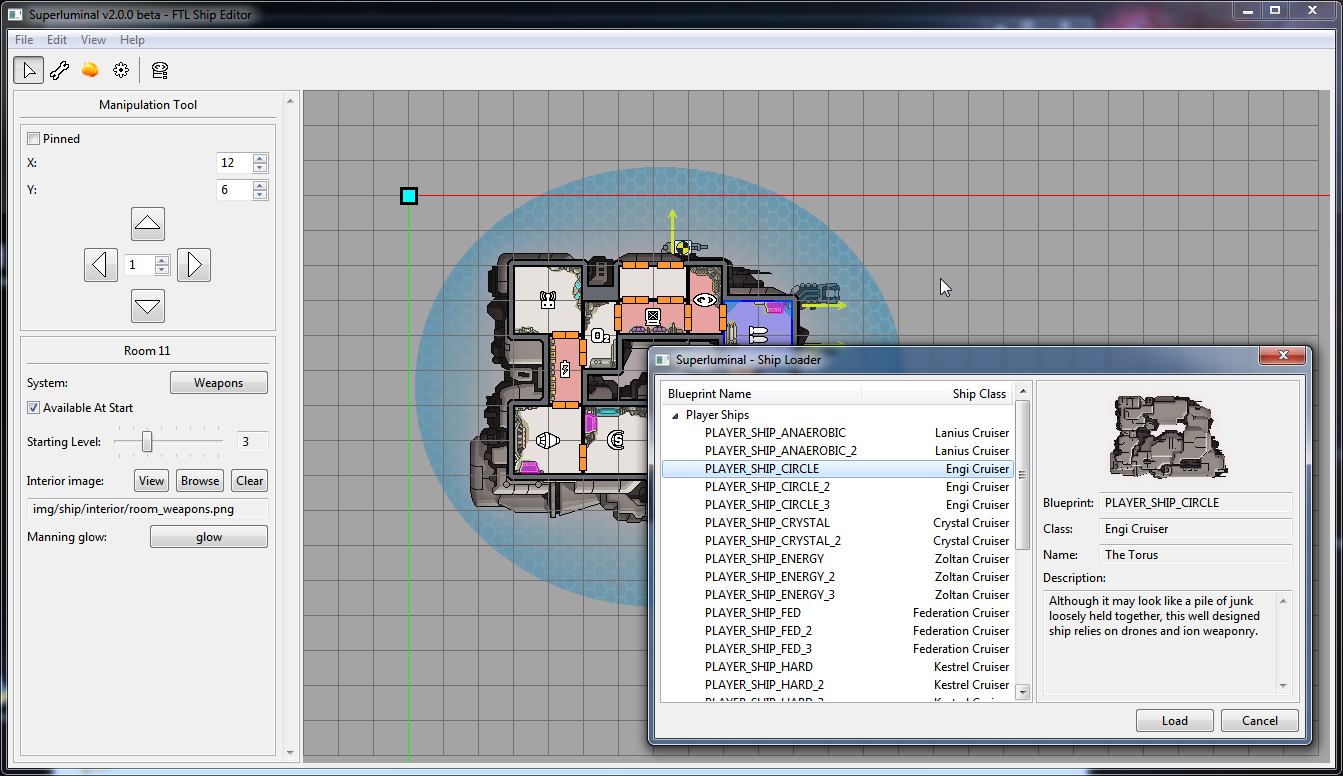 Superluminal v2.0.0 beta - FTL Ship Editor
File Edit View Help
Manipulation Tool
Pinned
X: 12
Y: 6
1
Room 11
System: Weapons
Available At Start
Starting Level: 3
Interior image: View Browse Clear
img/ship/interior/room_weapons.png
Manning glow: glow
O2
Superluminal - Ship Loader
Blueprint Name Ship Class
Player Ships
PLAYER_SHIP_ANAEROBIC Lanius Cruiser
PLAYER_SHIP_ANAEROBIC_2 Lanius Cruiser
PLAYER_SHIP_CIRCLE Engi Cruiser
PLAYER_SHIP_CIRCLE_2 Engi Cruiser
PLAYER_SHIP_CIRCLE_3 Engi Cruiser
PLAYER_SHIP_CRYSTAL Crystal Cruiser
PLAYER_SHIP_CRYSTAL_2 Crystal Cruiser
PLAYER_SHIP_ENERGY Zoltan Cruiser
PLAYER_SHIP_ENERGY_2 Zoltan Cruiser
PLAYER_SHIP_ENERGY_3 Zoltan Cruiser
PLAYER_SHIP_FED Federation Cruiser
PLAYER_SHIP_FED_2 Federation Cruiser
PLAYER_SHIP_FED_3 Federation Cruiser
PLAYER_SHIP_HARD Kestrel Cruiser
PLAYER_SHIP_HARD_2 Kestrel Cruiser
Blueprint: PLAYER_SHIP_CIRCLE
Class: Engi Cruiser
Name: The Torus
Description:
Although it may look like a pile of junk
loosely held together, this well designed
ship relies on drones and ion weaponry.
Load Cancel